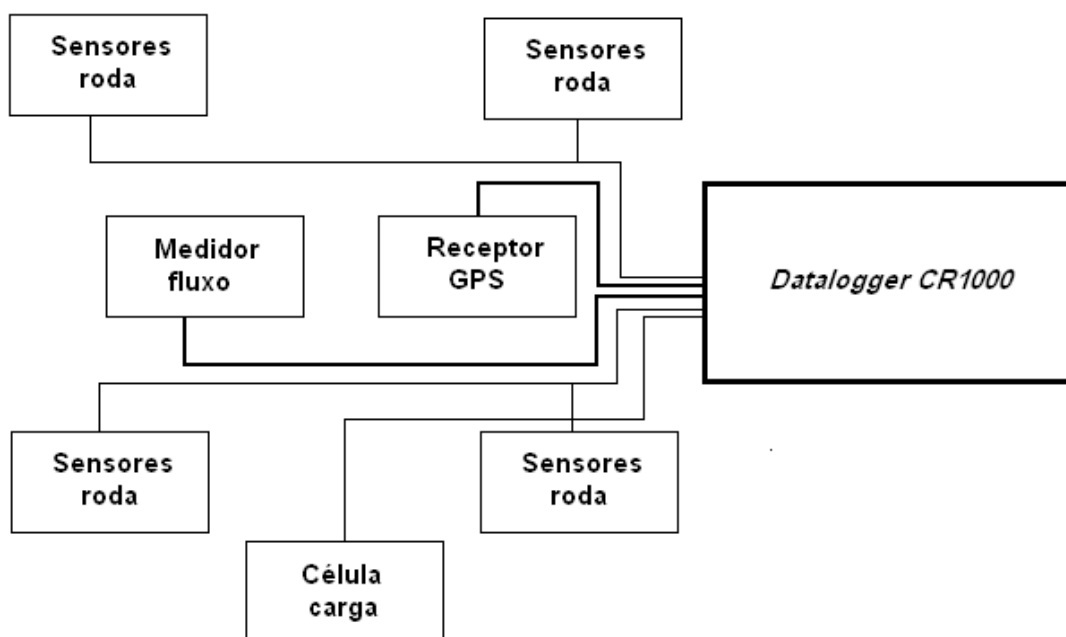 Sensores
roda
Sensores
roda
Medidor
fluxo
Receptor
GPS
Datalogger CR1000
Sensores
roda
Sensores
roda
Célula
carga